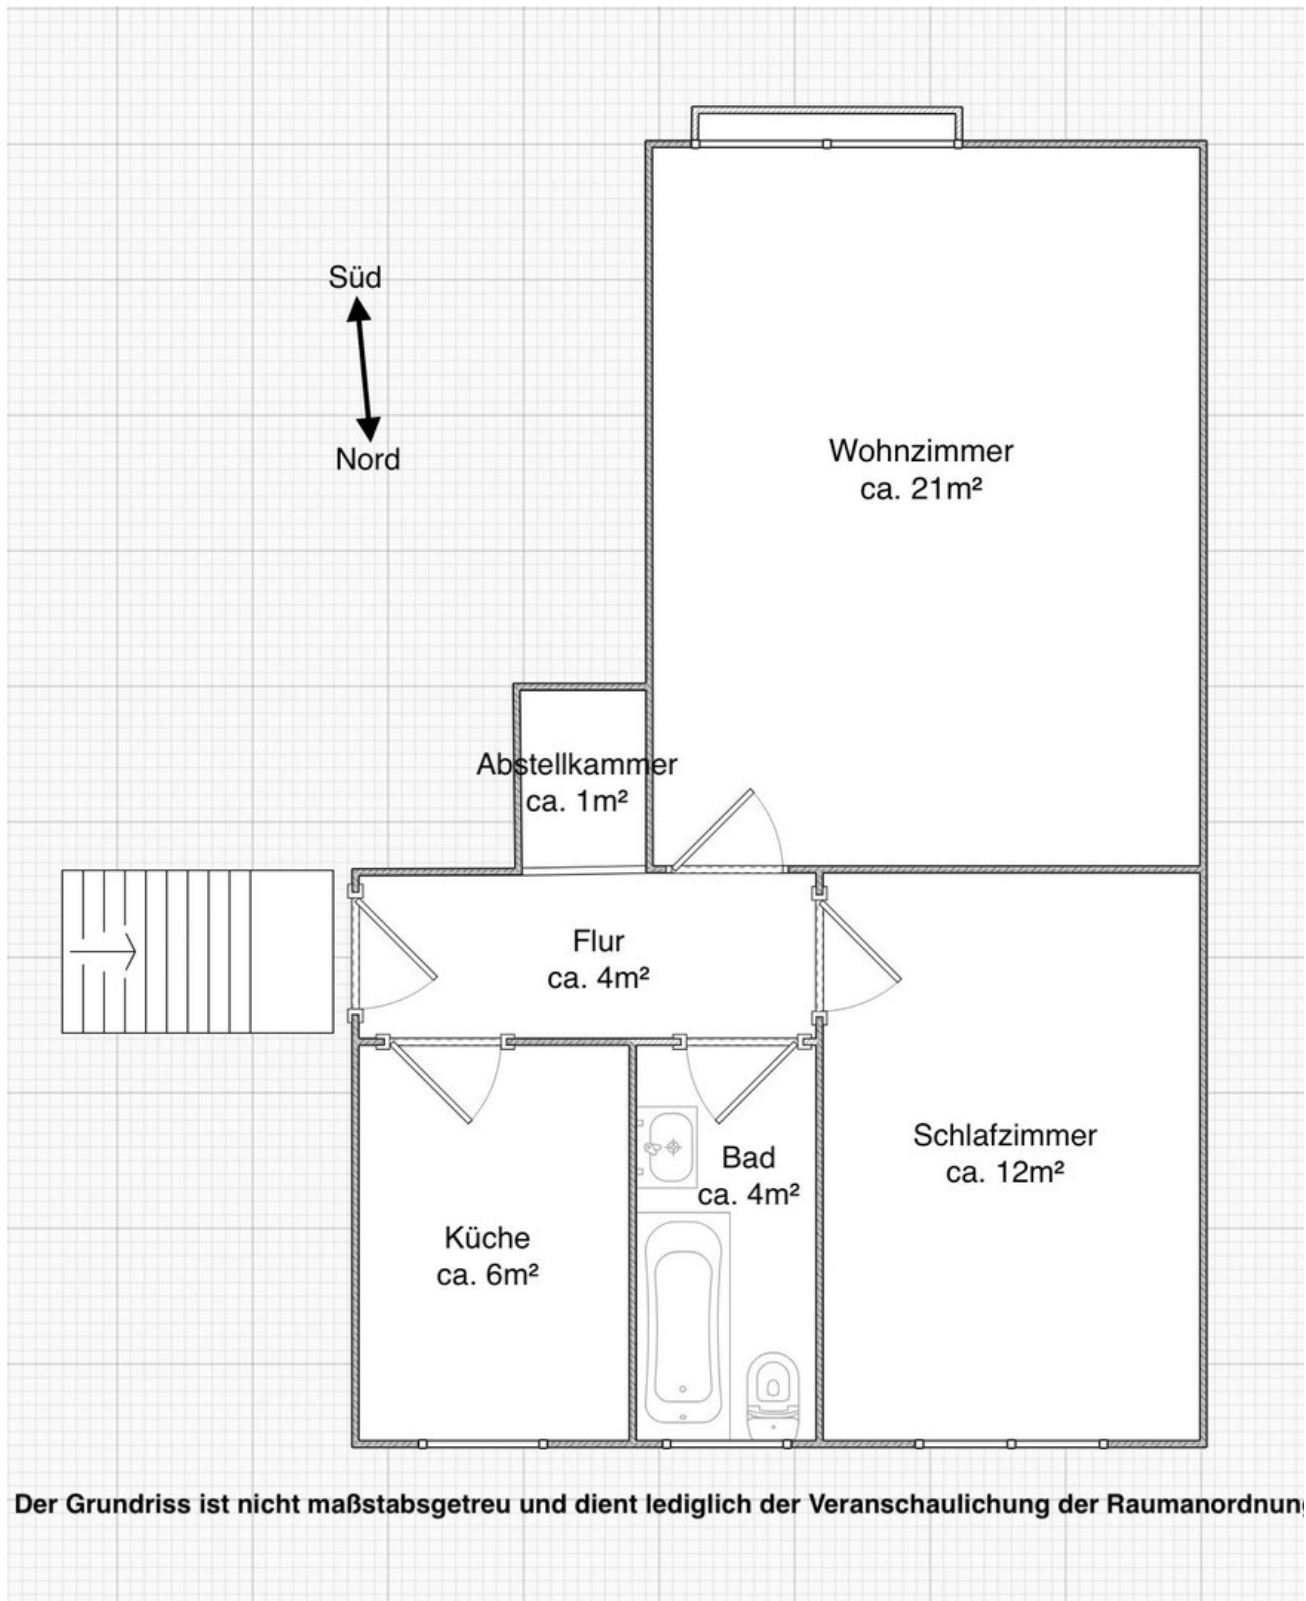 Süd
Nord
Wohnzimmer
ca. 21m²
Abstellkammer
ca. 1m²
Flur
ca. 4m²
Schlafzimmer
ca. 12m²
Bad
ca. 4m²
Küche
ca. 6m²
Der Grundriss ist nicht maßstabsgetreu und dient lediglich der Veranschaulichung der Raumanordnung